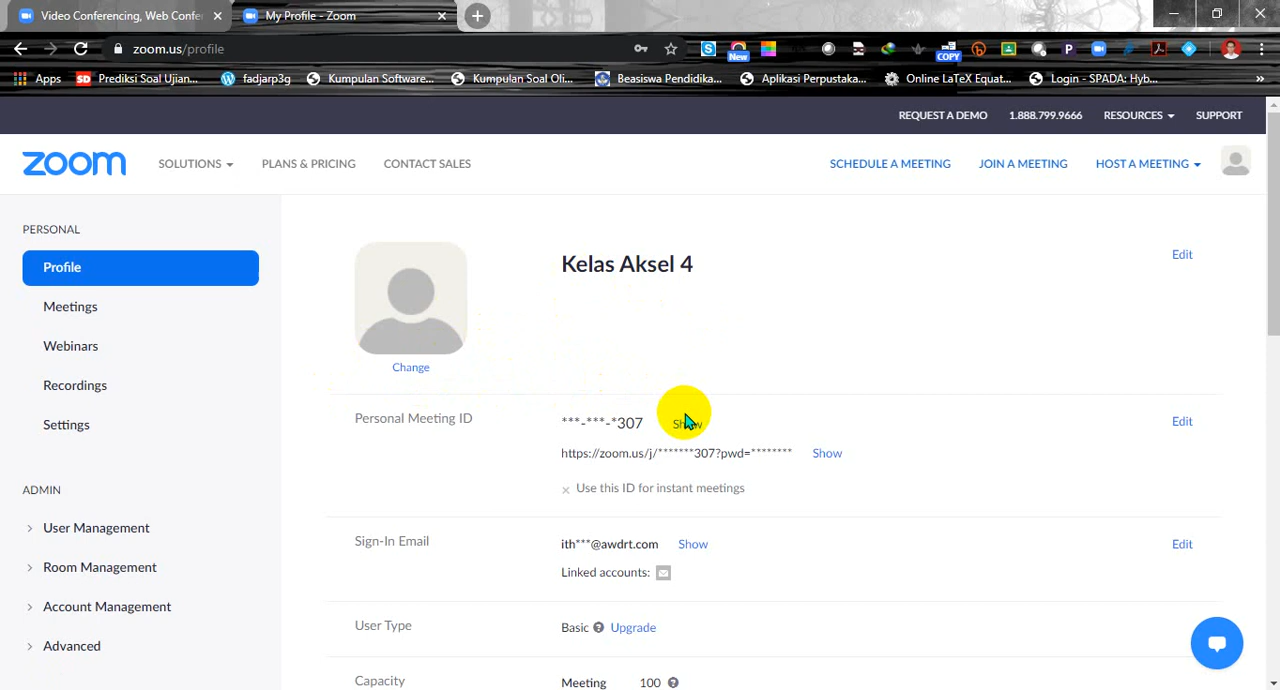 Video Conferencing, Web Confe
My Profile - Zoom
zoom.us/profile
New
COPY
Apps
Prediksi Soal Ujian...
fadjarp3g
Kumpulan Software...
Kumpulan Soal Oli...
Beasiswa Pendidika...
Aplikasi Perpustaka...
Online LaTeX Equat...
Login - SPADA: Hyb...
»
REQUEST A DEMO
1.888.799.9666
RESOURCES
SUPPORT
zoom
SOLUTIONS
PLANS & PRICING
CONTACT SALES
SCHEDULE A MEETING
JOIN A MEETING
HOST A MEETING
PERSONAL
Profile
Meetings
Webinars
Recordings
Settings
ADMIN
User Management
Room Management
Account Management
Advanced
Kelas Aksel 4
Edit
Change
Personal Meeting ID
***-***-*307
Show
Edit
https://zoom.us/j/*******307?pwd=********
Show
Use this ID for instant meetings
Sign-In Email
ith***@awdrt.com
Show
Edit
Linked accounts:
User Type
Basic
Upgrade
Capacity
Meeting
100